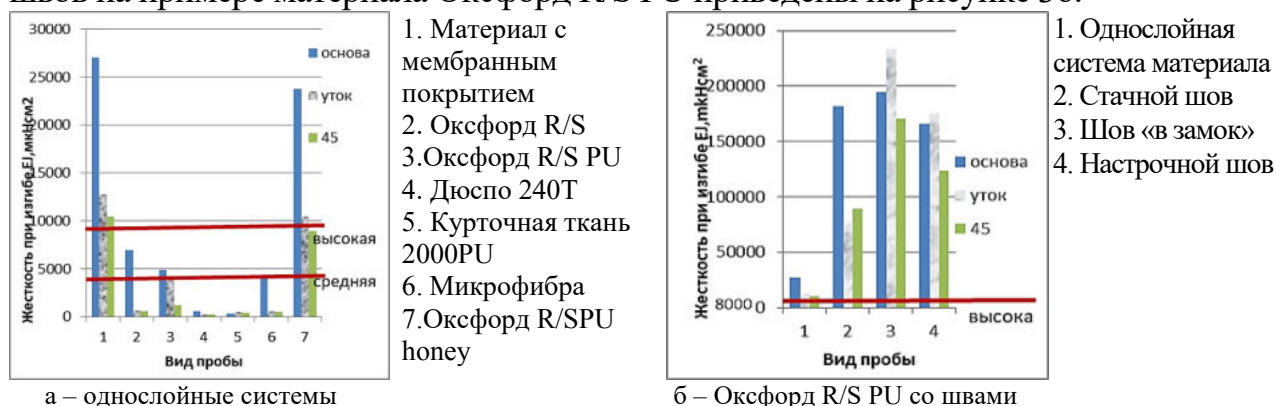 швов на примере материала Оксфорд R/S PU приведены на рисунке 38.
30000
25000
20000
15000
10000
5000
0
Жесткость при изгибе EJ,мкНсм2
основа
уток
45
высокая
средняя
1 2 3 4 5 6 7
Вид пробы
1. Материал с
мембранным
покрытием
2. Оксфорд R/S
3.Оксфорд R/S PU
4. Дюспо 240Т
5. Курточная ткань
2000PU
6. Микрофибра
7.Оксфорд R/SPU
honey
а – однослойные системы
250000
200000
150000
100000
50000
8000 0
Жесткость при изгибе EJ,mkHсм²
основа
уток
45
высока
1 2 3 4
Вид пробы
1. Однослойная
система материала
2. Стачной шов
3. Шов «в замок»
4. Настрочной шов
б – Оксфорд R/S PU со швами